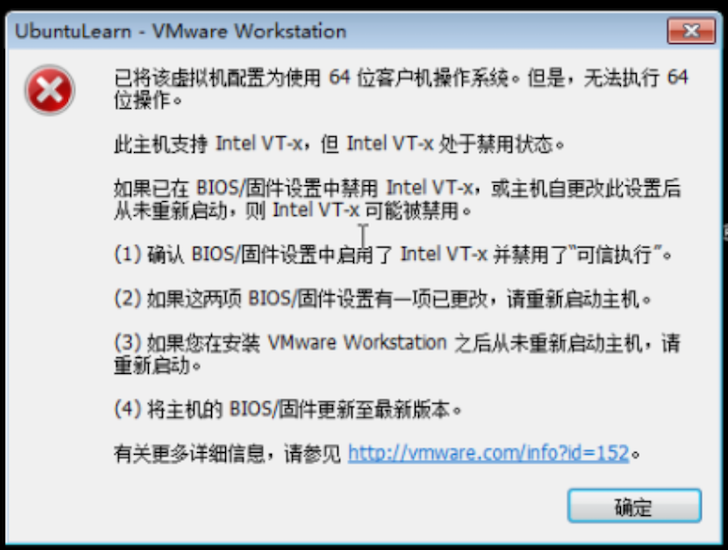 UbuntuLearn - VMware Workstation
已将该虚拟机配置为使用 64 位客户机操作系统。但是，无法执行 64
位操作。
此主机支持 Intel VT-x，但 Intel VT-x 处于禁用状态。
如果已在 BIOS/固件设置中禁用 Intel VT-x，或主机自更改此设置后
从未重新启动，则 Intel VT-x 可能被禁用。
(1) 确认 BIOS/固件设置中启用了 Intel VT-x 并禁用了“可信执行”。
(2) 如果这两项 BIOS/固件设置有一项已更改，请重新启动主机。
(3) 如果您在安装 VMware Workstation 之后从未重新启动主机，请
重新启动。
(4) 将主机的 BIOS/固件更新至最新版本。
有关更多详细信息，请参见 http://vmware.com/info?id=152。
确定